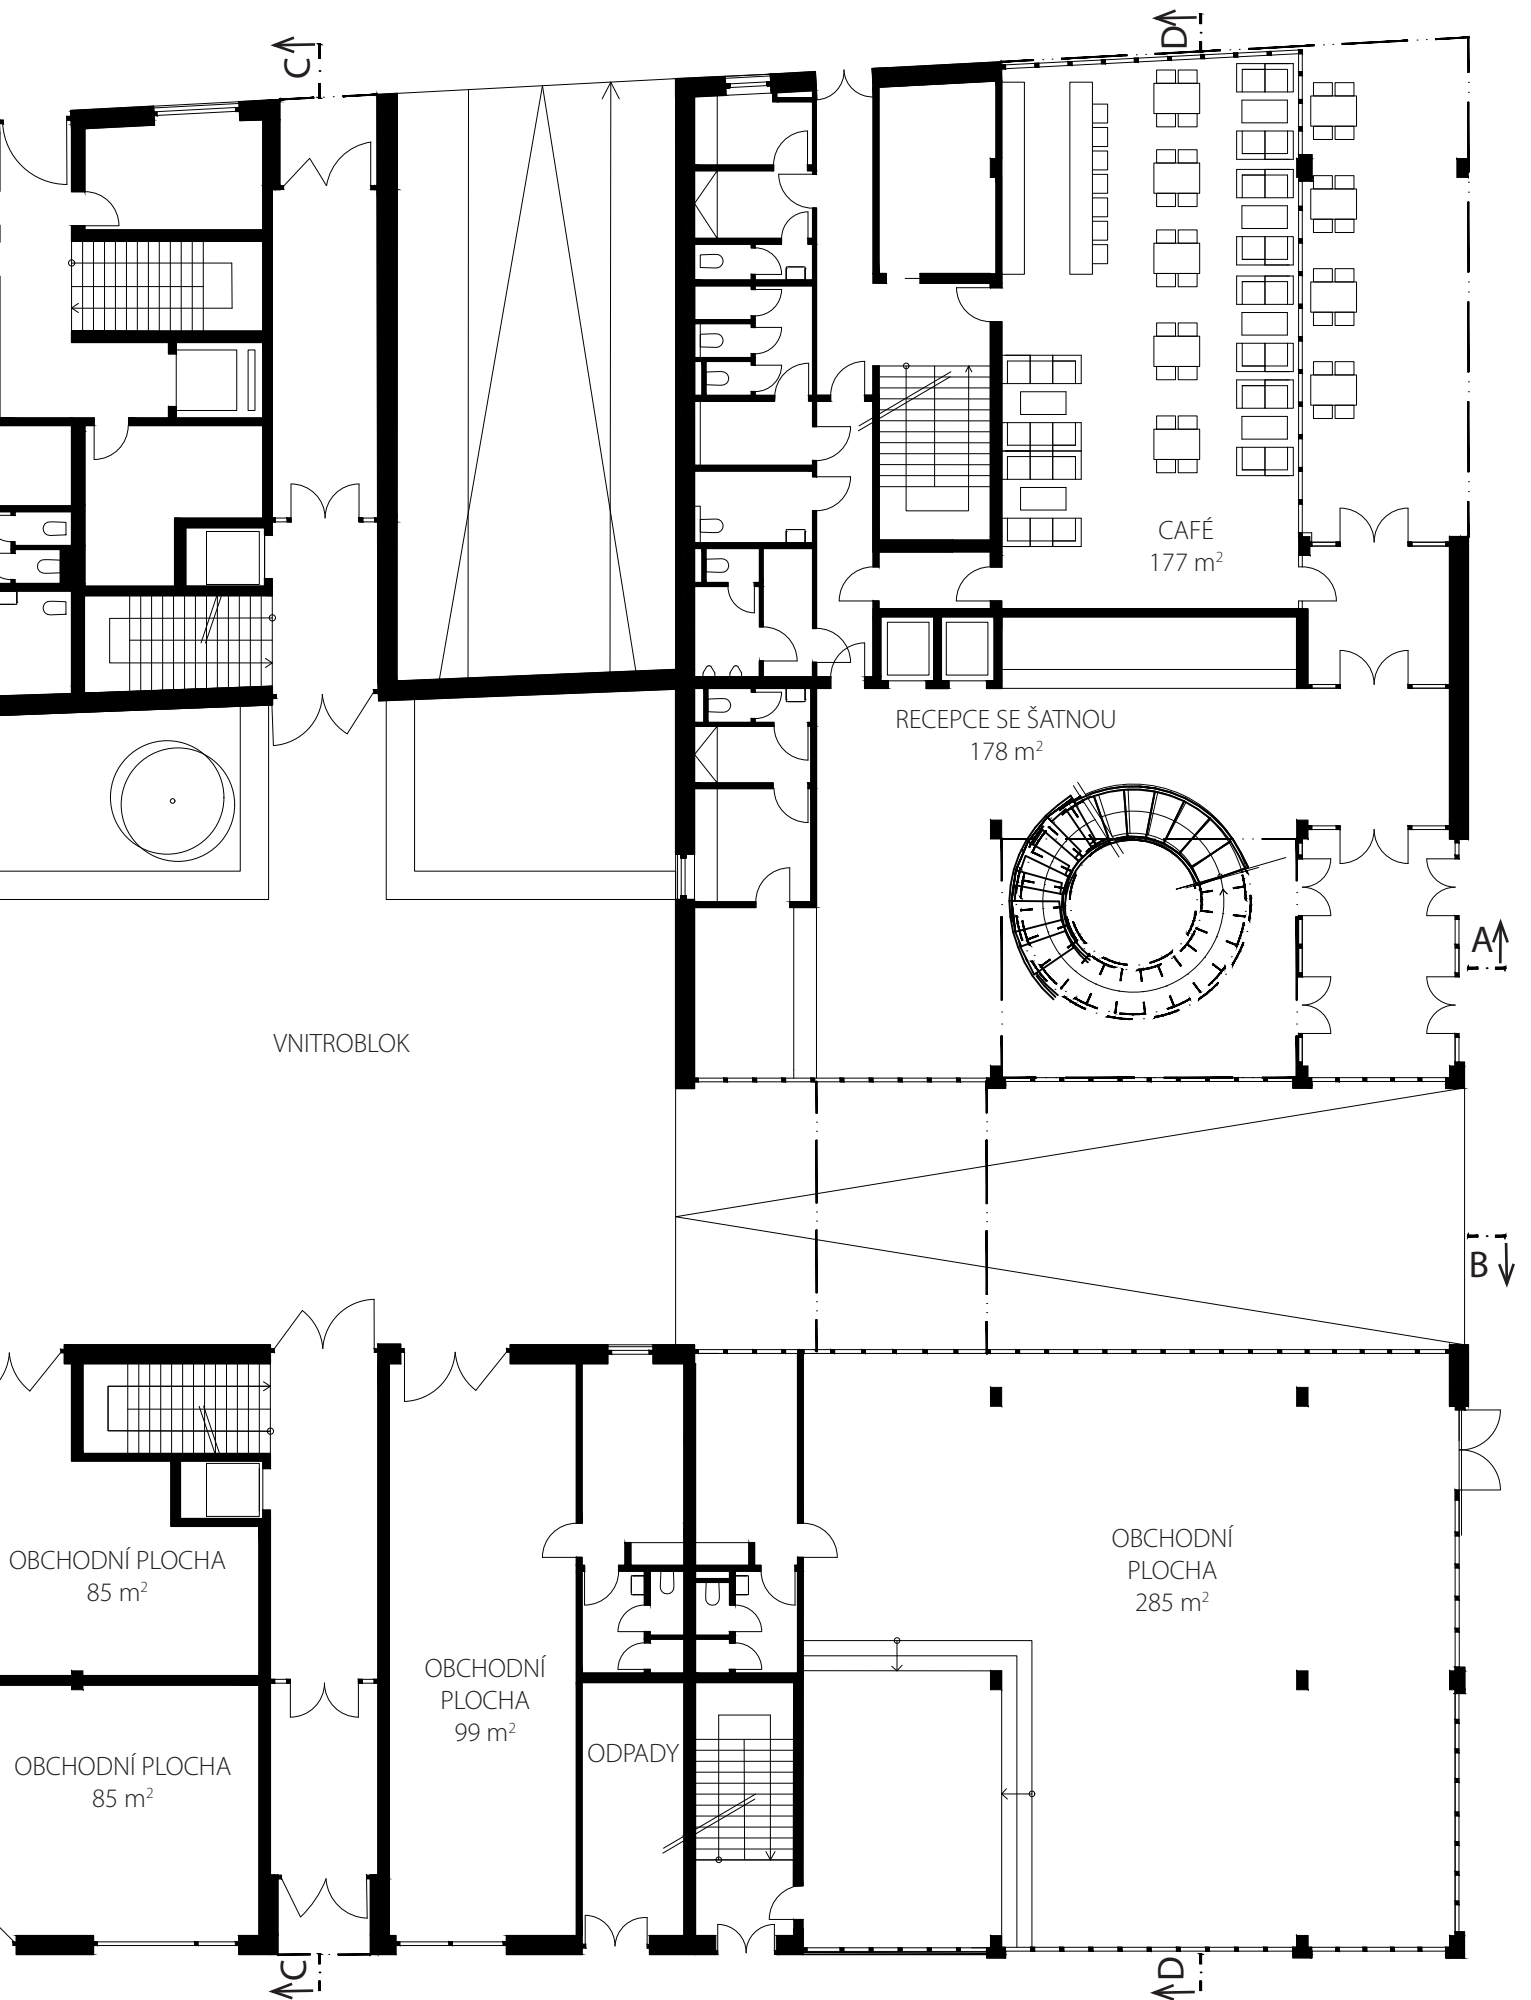 C
D
CAFÉ
177 m²
RECEPCE SE ŠATNOU
178 m²
A
VNITROBLOK
B
OBCHODNÍ
PLOCHA
285 m²
OBCHODNÍ PLOCHA
85 m²
OBCHODNÍ
PLOCHA
99 m²
ODPADY
OBCHODNÍ PLOCHA
85 m²
C
D